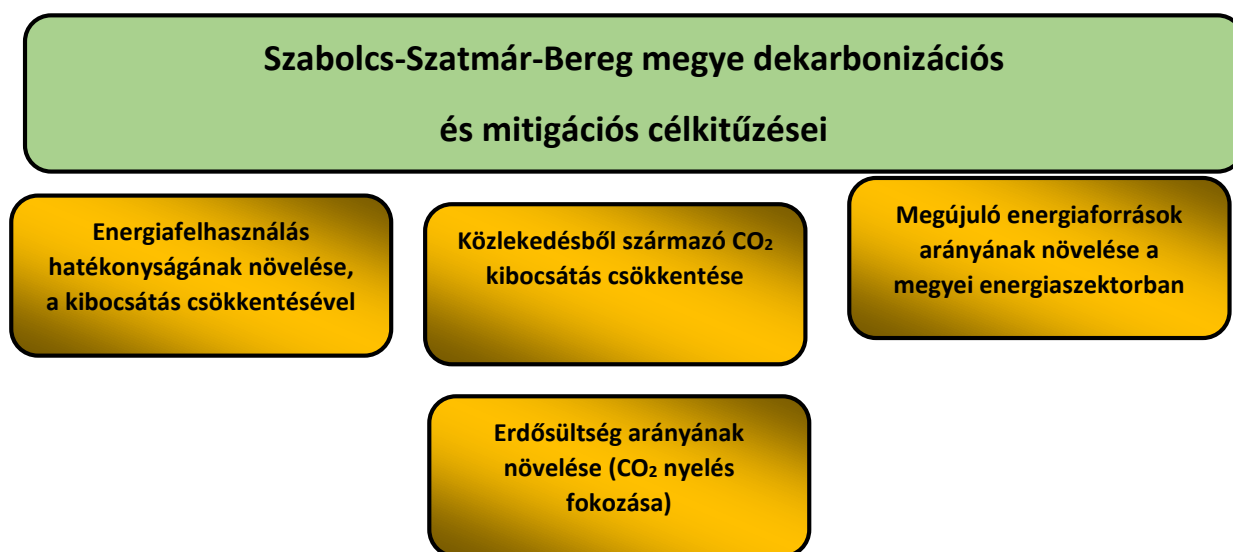 Szabolcs-Szatmár-Bereg megye dekarbonizációs
és mitigációs célkitűzései
Energiafelhasználás
hatékonyságának növelése,
a kibocsátás csökkentésével
Közlekedésből származó CO₂
kibocsátás csökkentése
Megújuló energiaforrások
arányának növelése a
megyei energiaszektorban
Erdősültség arányának
növelése (CO₂ nyelés
fokozása)